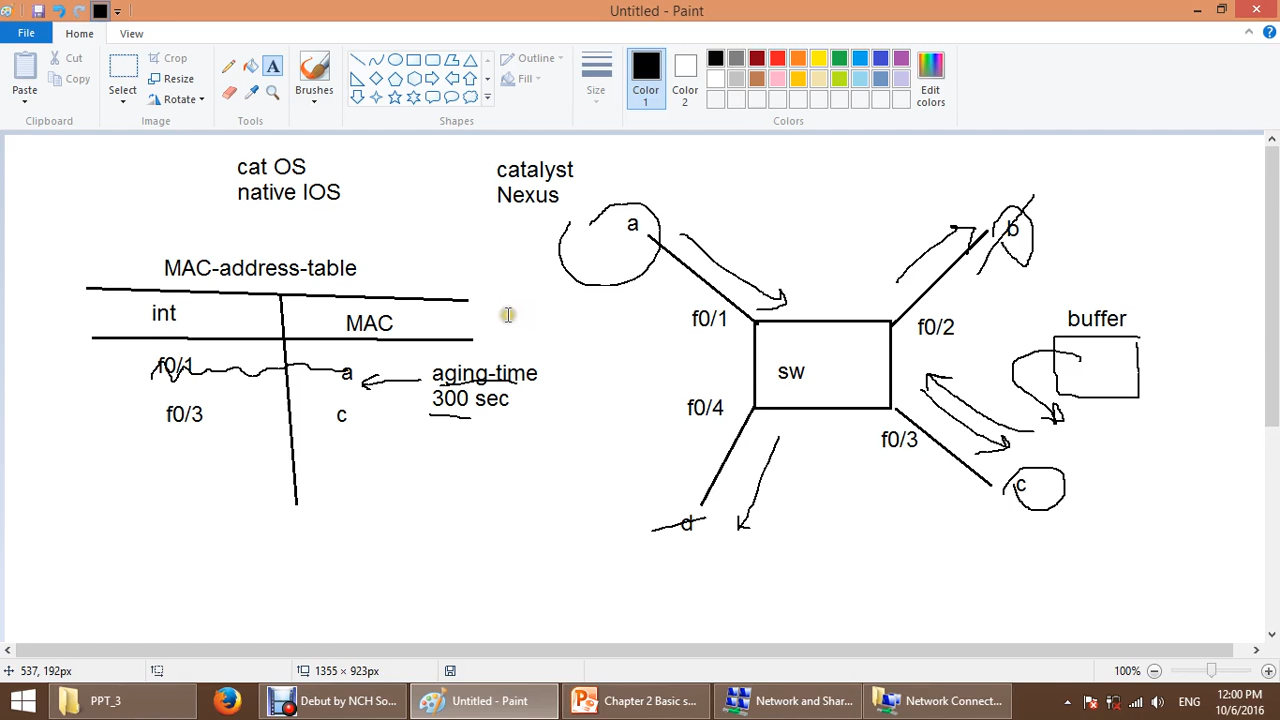 Untitled - Paint
File
Home
View
Paste
Cut
Copy
Clipboard
Select
Crop
Resize
Rotate
Image
A
Tools
Brushes
Shapes
Outline
Fill
Size
Color
1
Color
2
Edit
colors
Colors
cat OS
native IOS
catalyst
Nexus
MAC-address-table
int
MAC
f0/1
a
aging-time
300 sec
f0/3
c
a
b
f0/1
f0/2
sw
f0/4
f0/3
buffer
c
d
537, 192px
1355 × 923px
100%
PPT_3
Debut by NCH So...
Untitled - Paint
Chapter 2 Basic s...
Network and Shar...
Network Connect...
ENG
12:00 PM
10/6/2016